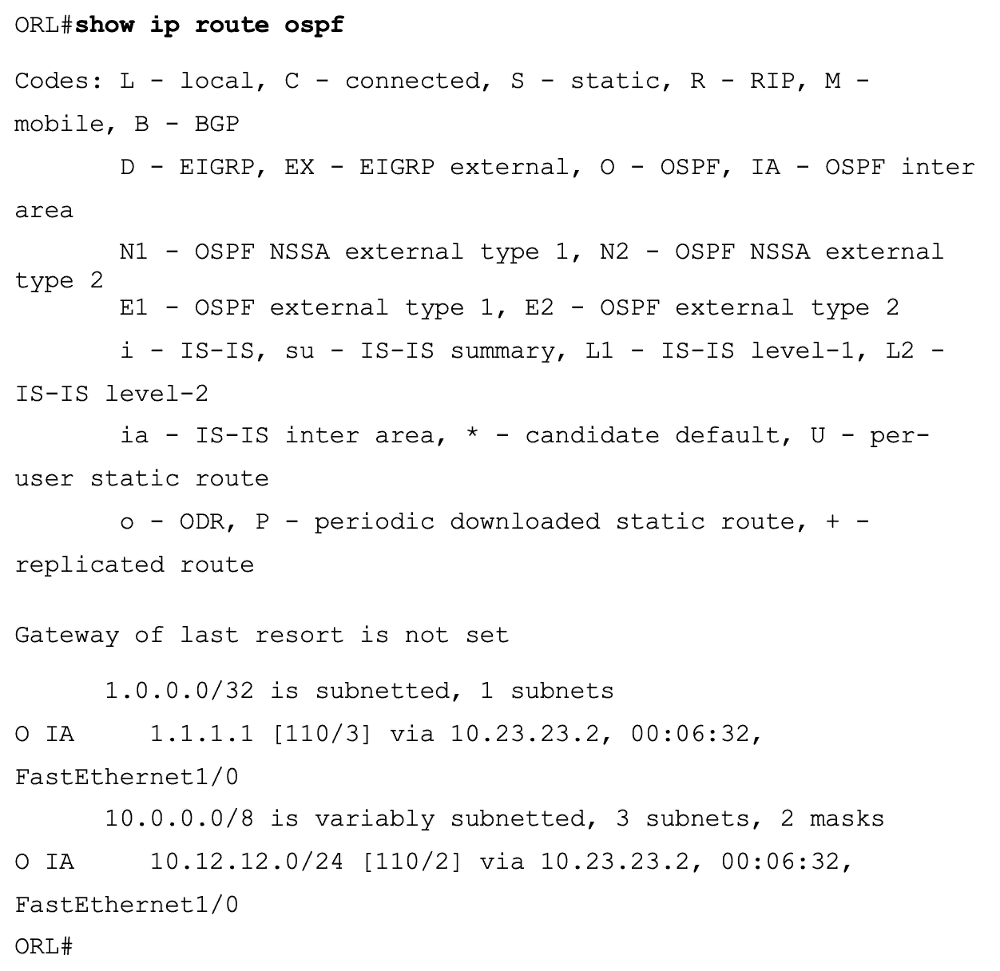 ORL#show ip route ospf
Codes: L - local, C - connected, S - static, R - RIP, M -
mobile, B - BGP
D - EIGRP, EX - EIGRP external, O - OSPF, IA - OSPF inter
area
N1 - OSPF NSSA external type 1, N2 - OSPF NSSA external
type 2
E1 - OSPF external type 1, E2 - OSPF external type 2
i - IS-IS, su - IS-IS summary, L1 - IS-IS level-1, L2 -
IS-IS level-2
ia - IS-IS inter area, * - candidate default, U - per-
user static route
o - ODR, P - periodic downloaded static route, + -
replicated route
Gateway of last resort is not set
1.0.0.0/32 is subnetted, 1 subnets
O IA 1.1.1.1 [110/3] via 10.23.23.2, 00:06:32,
FastEthernet1/0
10.0.0.0/8 is variably subnetted, 3 subnets, 2 masks
O IA 10.12.12.0/24 [110/2] via 10.23.23.2, 00:06:32,
FastEthernet1/0
ORL#